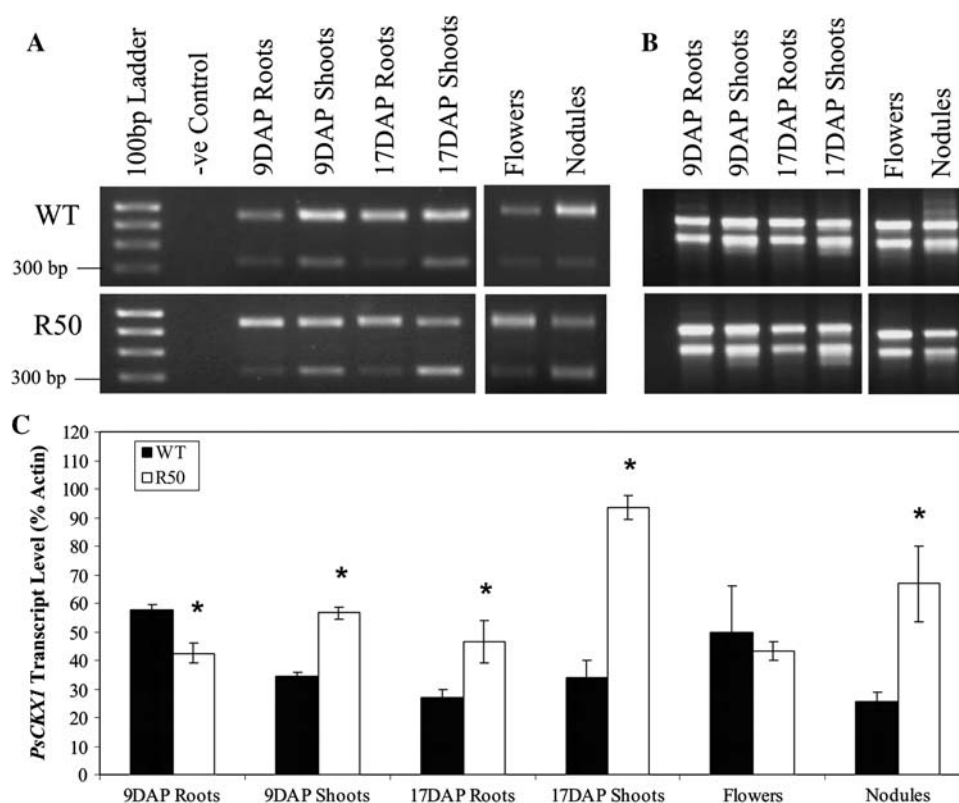 A
100bp Ladder
-ve Control
9DAP Roots
9DAP Shoots
17DAP Roots
17DAP Shoots
Flowers
Nodules
B
9DAP Roots
9DAP Shoots
17DAP Roots
17DAP Shoots
Flowers
Nodules
WT
300 bp
R50
300 bp
C
PsCKX1 Transcript Level (% Actin)
120
110
100
90
80
70
60
50
40
30
20
10
0
WT
R50
*
*
*
*
*
9DAP Roots
9DAP Shoots
17DAP Roots
17DAP Shoots
Flowers
Nodules